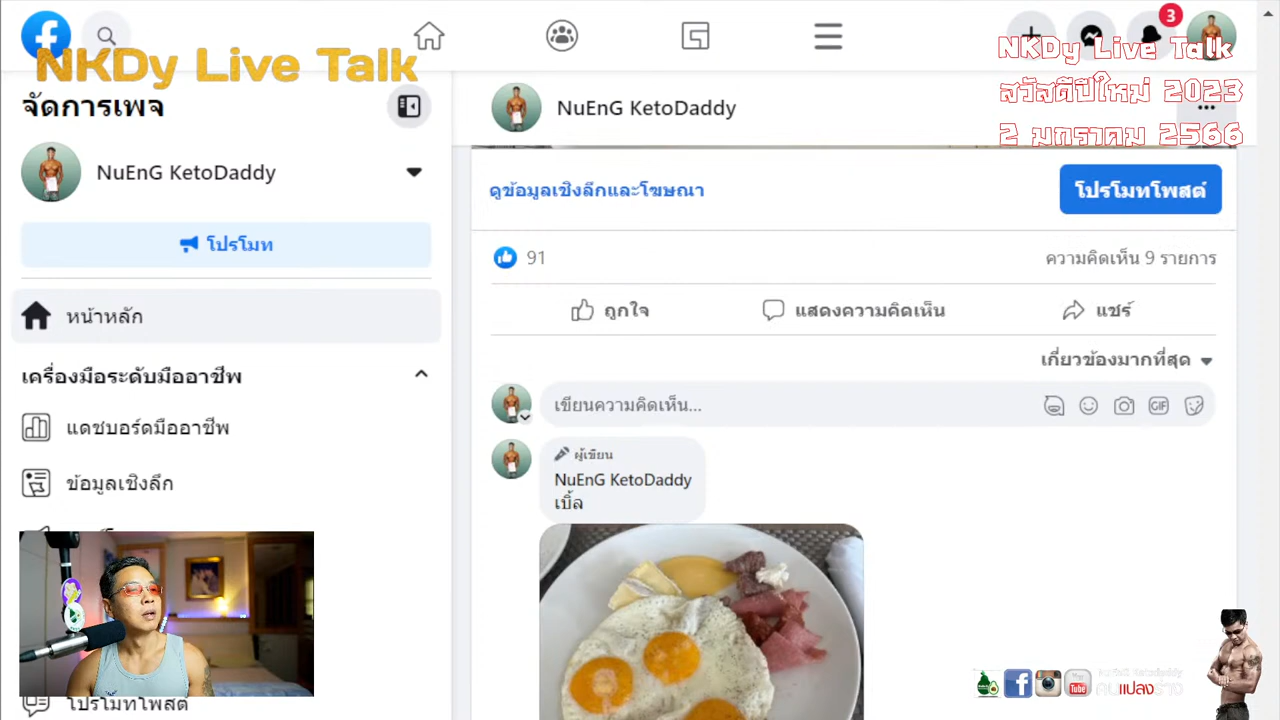 3
NKDy Live Talk
NKDy Live Talk
สวัสดีปีใหม่ 2023
2 มกราคม 2566
จัดการเพจ
NuEnG KetoDaddy
NuEnG KetoDaddy
โปรโมท
หน้าหลัก
เครื่องมือระดับมืออาชีพ
แดชบอร์ดมืออาชีพ
ข้อมูลเชิงลึก
โปรโมทโพสต์
ดูข้อมูลเชิงลึกและโฆษณา
โปรโมทโพสต์
91
ความคิดเห็น 9 รายการ
ถูกใจ
แสดงความคิดเห็น
แชร์
เกี่ยวข้องมากที่สุด
เขียนความคิดเห็น...
GIF
ผู้เขียน
NuEnG KetoDaddy
เบิ้ล
Ketodaddy
คนแปลงร่าง